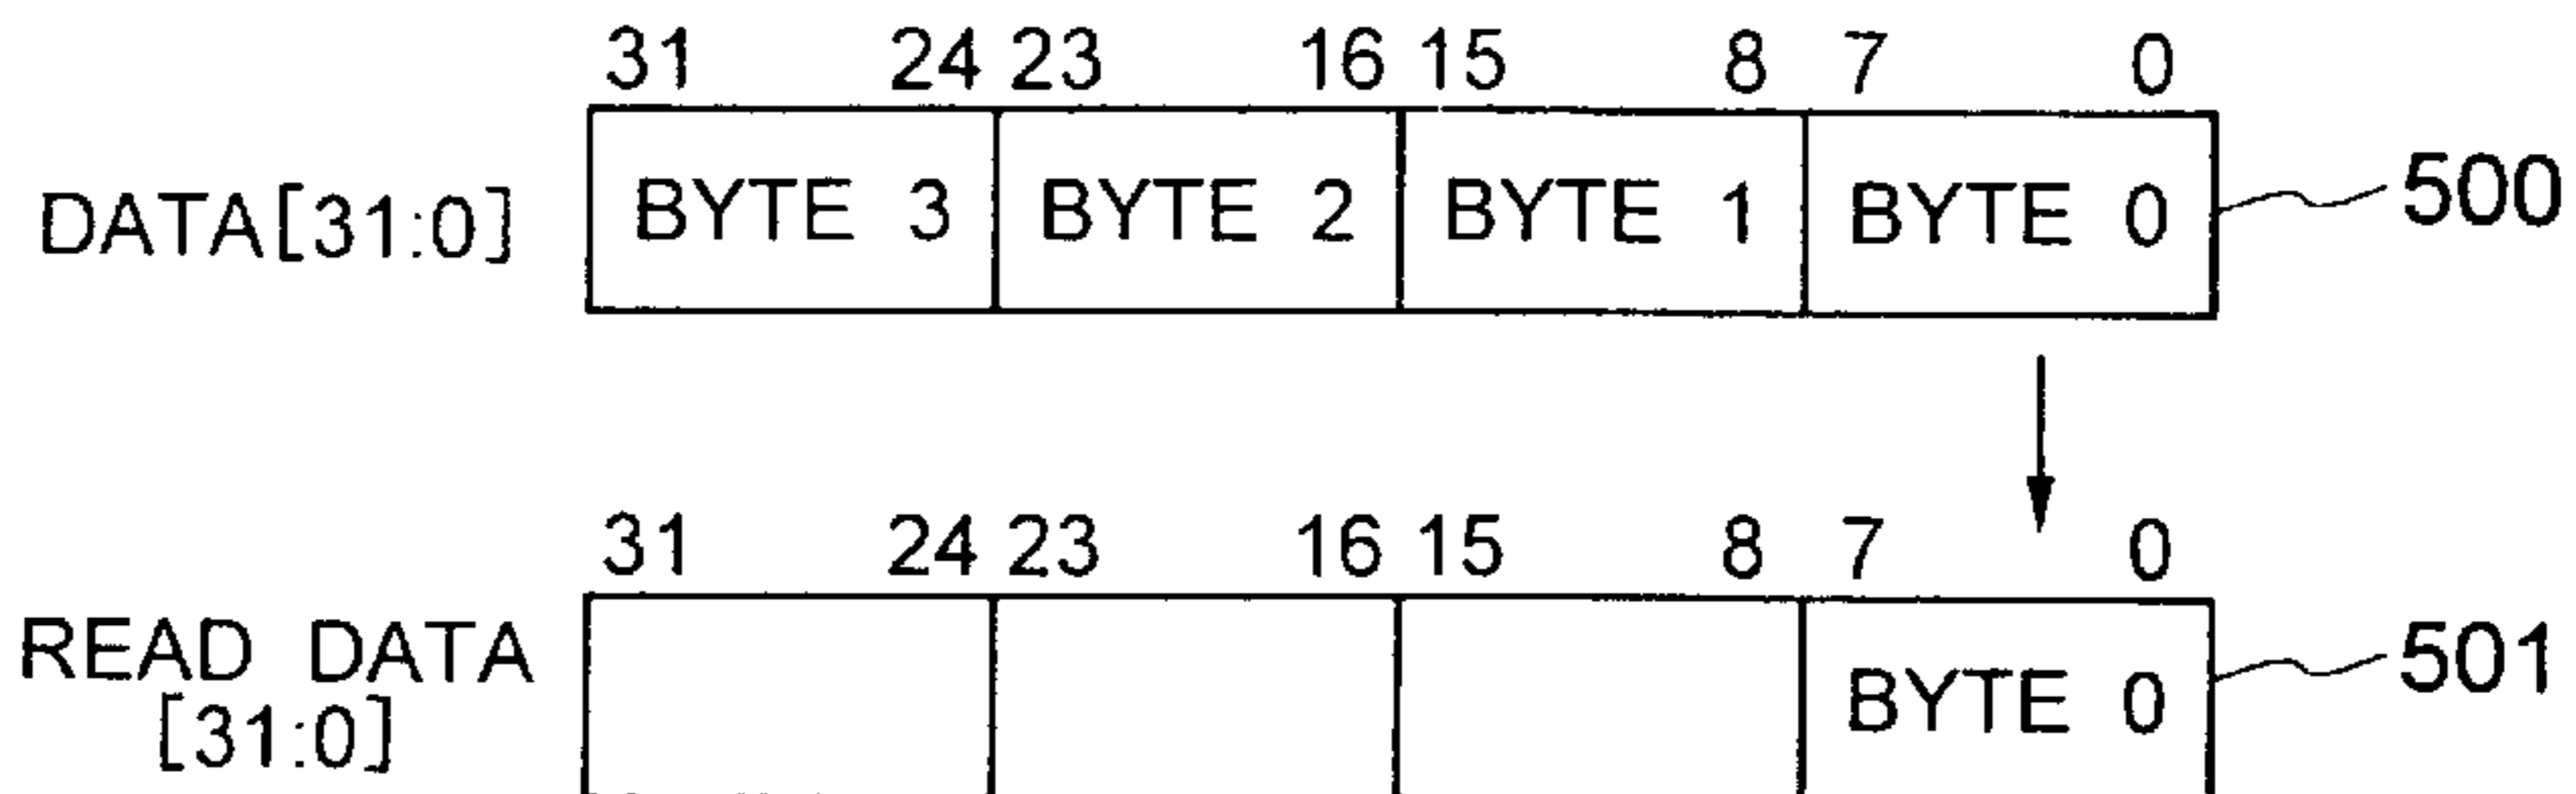 31 24 23 16 15 8 7 0
DATA[31:0] BYTE 3 BYTE 2 BYTE 1 BYTE 0 500
31 24 23 16 15 8 7 0
READ DATA
[31:0]
BYTE 0 501